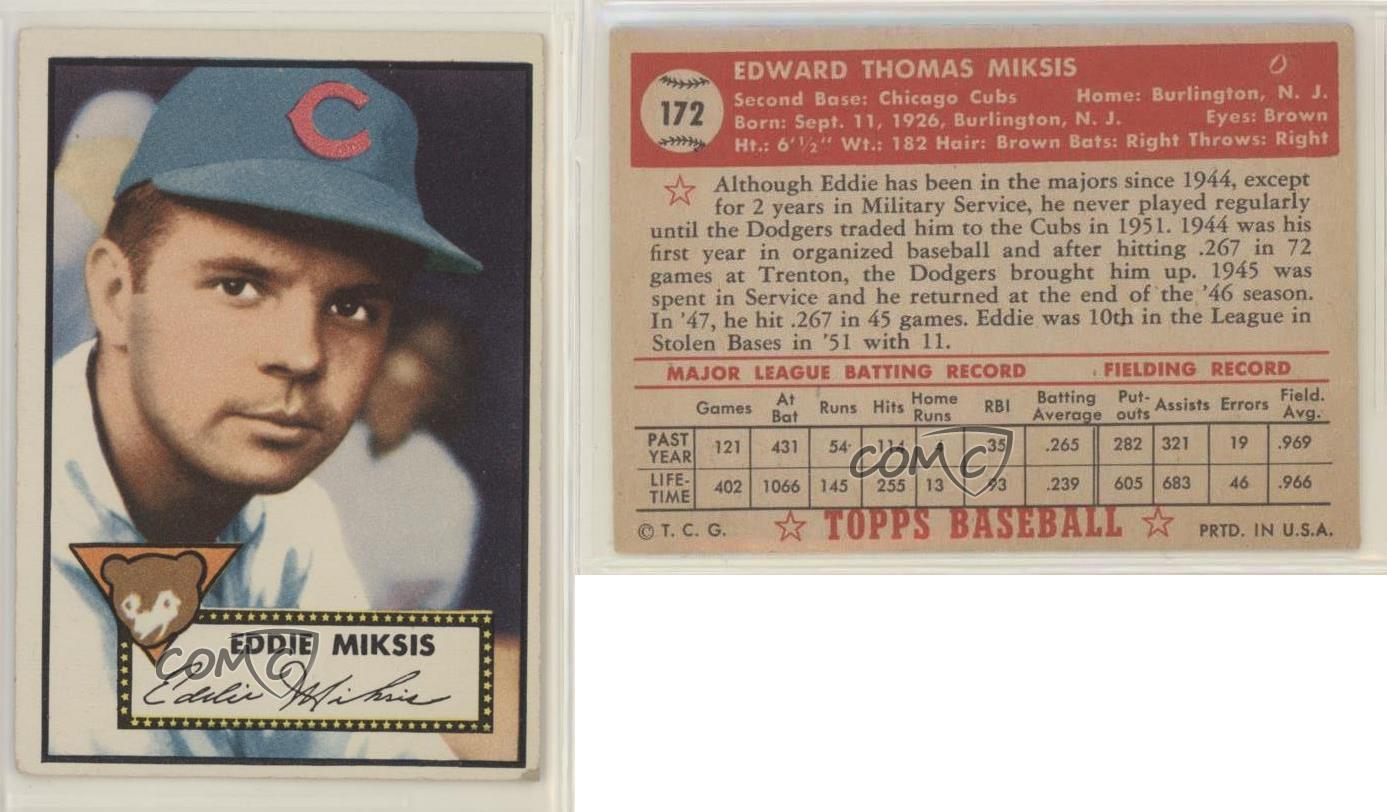 C
EDDIE MIKSIS
COMC
Eddie Miksis
172
EDWARD THOMAS MIKSIS
Second Base: Chicago Cubs Home: Burlington, N. J.
Born: Sept. 11, 1926, Burlington, N. J. Eyes: Brown
Ht.: 6'½" Wt.: 182 Hair: Brown Bats: Right Throws: Right
Although Eddie has been in the majors since 1944, except
for 2 years in Military Service, he never played regularly
until the Dodgers traded him to the Cubs in 1951. 1944 was his
first year in organized baseball and after hitting .267 in 72
games at Trenton, the Dodgers brought him up. 1945 was
spent in Service and he returned at the end of the '46 season.
In '47, he hit .267 in 45 games. Eddie was 10th in the League in
Stolen Bases in '51 with 11.
MAJOR LEAGUE BATTING RECORD FIELDING RECORD
Games At Bat Runs Hits Home Runs RBI Batting Average Put-outs Assists Errors Field. Avg.
PAST YEAR 121 431 54 114 4 35 .265 282 321 19 .969
COMC
LIFE-TIME 402 1066 145 255 13 93 .239 605 683 46 .966
© T. C. G. TOPPS BASEBALL PRTD. IN U.S.A.